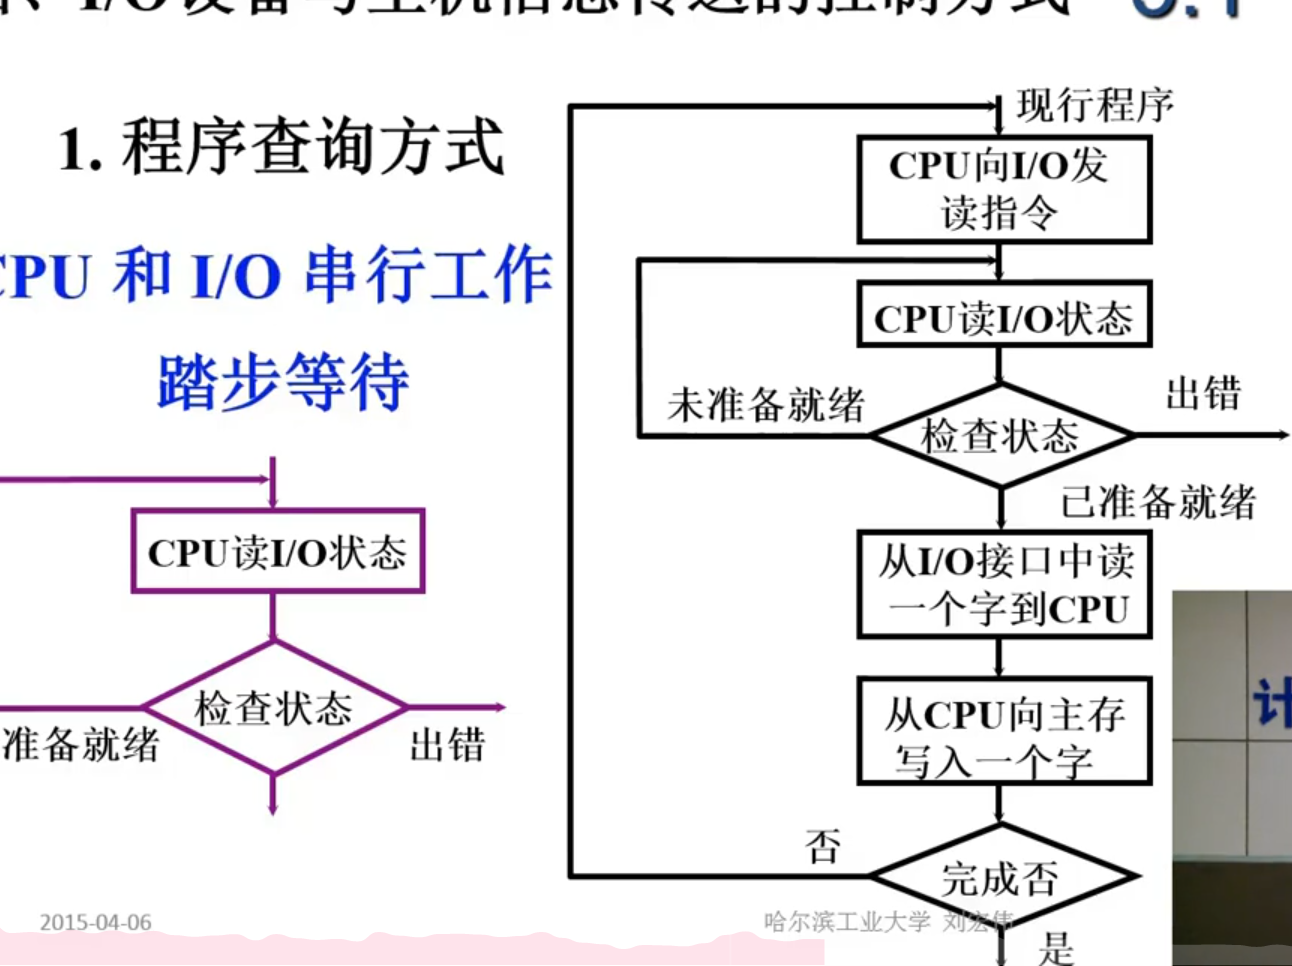 I/O设备与主机信息传送的控制方式 5.1
1. 程序查询方式
CPU 和 I/O 串行工作
踏步等待
CPU读I/O状态
检查状态
准备就绪
出错
现行程序
CPU向I/O发
读指令
CPU读I/O状态
未准备就绪
检查状态
出错
已准备就绪
从I/O接口中读
一个字到CPU
从CPU向主存
写入一个字
否
完成否
是
2015-04-06
哈尔滨工业大学 刘宏伟
计